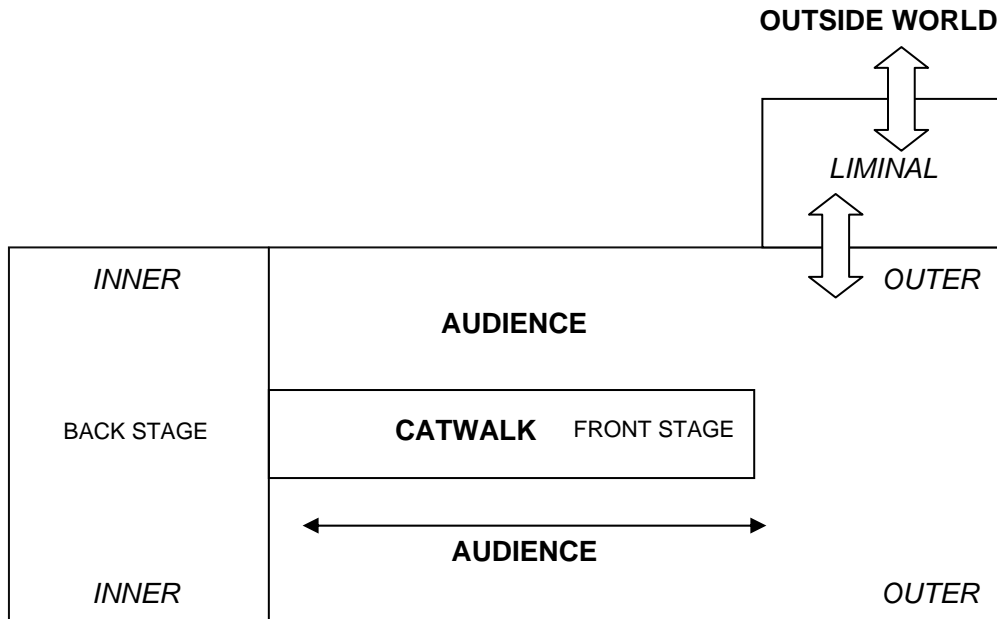 OUTSIDE WORLD
LIMINAL
INNER
OUTER
AUDIENCE
BACK STAGE
CATWALK FRONT STAGE
AUDIENCE
INNER
OUTER